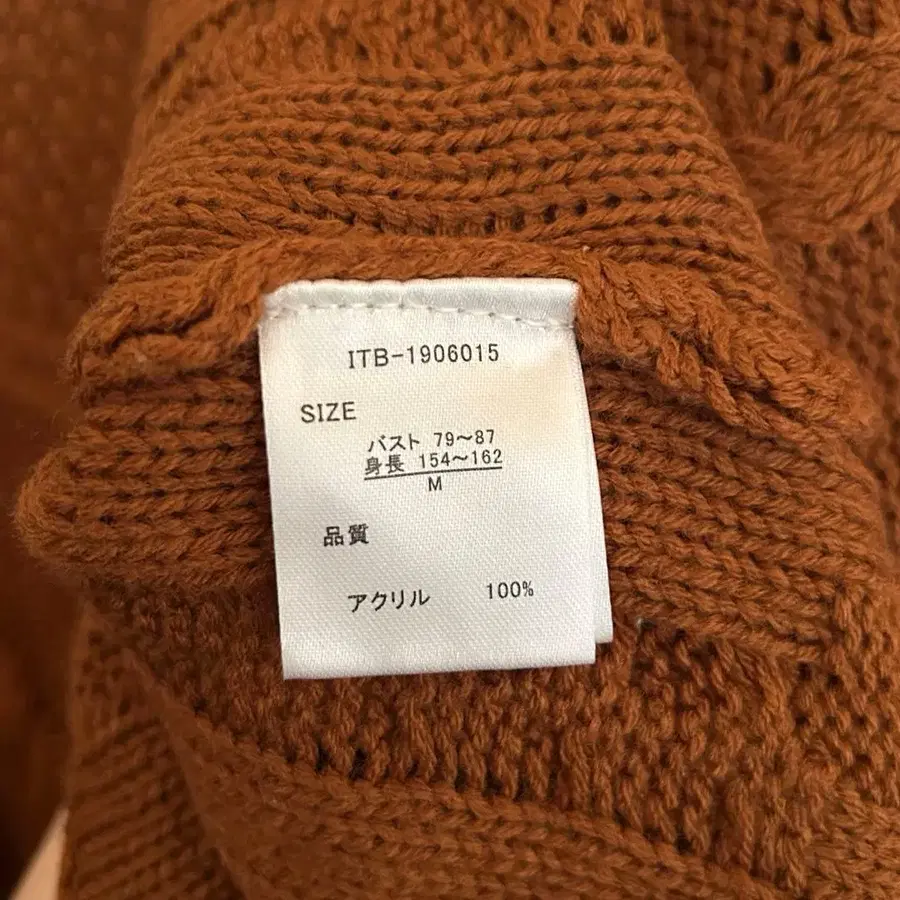 ITB-1906015
SIZE
バスト 79～87
身長 154～162
M
品質
アクリル 100%